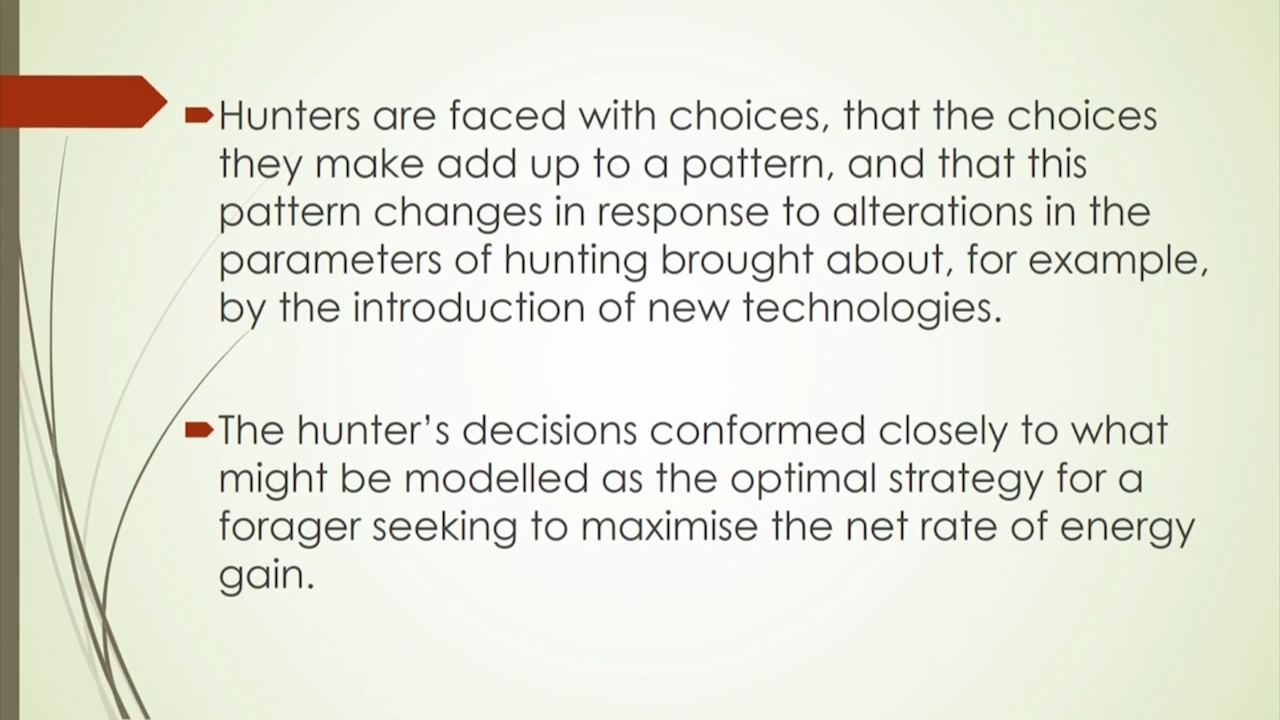 Hunters are faced with choices, that the choices
they make add up to a pattern, and that this
pattern changes in response to alterations in the
parameters of hunting brought about, for example,
by the introduction of new technologies.
The hunter’s decisions conformed closely to what
might be modelled as the optimal strategy for a
forager seeking to maximise the net rate of energy
gain.